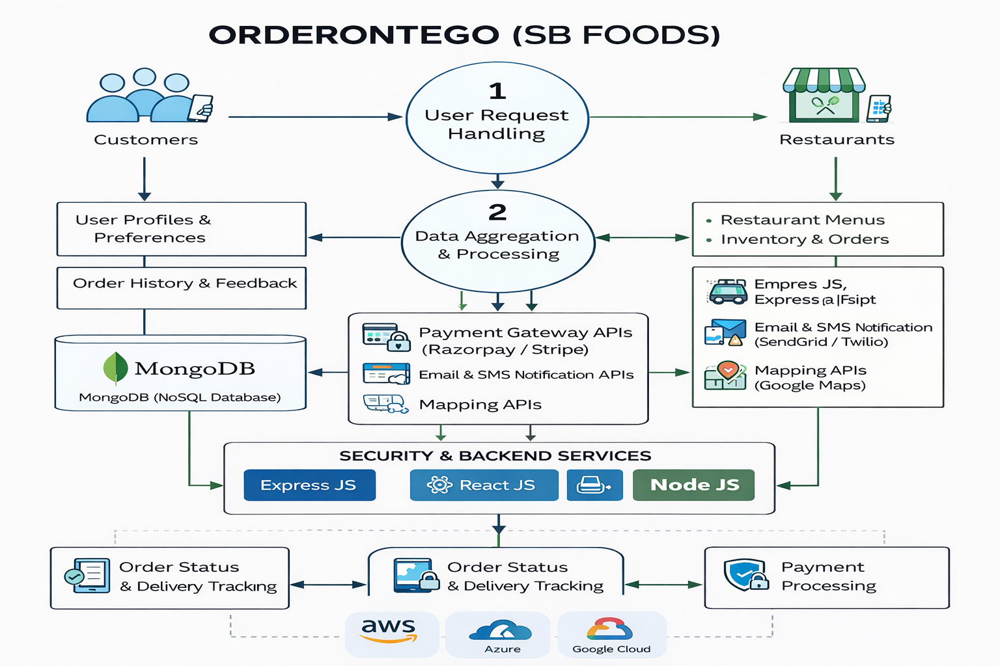 ORDERONTEGO (SB FOODS)
Customers
1
User Request
Handling
Restaurants
User Profiles &
Preferences
Order History & Feedback
2
Data Aggregation
& Processing
• Restaurant Menus
• Inventory & Orders
MongoDB
MongoDB (NoSQL Database)
Payment Gateway APIs
(Razorpay / Stripe)
Email & SMS Notification APIs
Mapping APIs
Empres JS,
Express
Email & SMS Notification
(SendGrid / Twilio)
Mapping APIs
(Google Maps)
SECURITY & BACKEND SERVICES
Express JS
React JS
Node JS
Order Status
& Delivery Tracking
Order Status
& Delivery Tracking
Payment
Processing
aws
Azure
Google Cloud